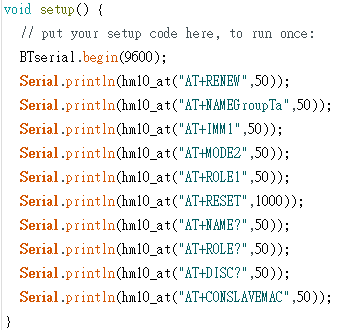 void setup() {
// put your setup code here, to run once:
BTserial.begin(9600);
Serial.println(hm10_at("AT+RENEW",50));
Serial.println(hm10_at("AT+NAMEGroupTa",50));
Serial.println(hm10_at("AT+IMM1",50));
Serial.println(hm10_at("AT+MODE2",50));
Serial.println(hm10_at("AT+ROLE1",50));
Serial.println(hm10_at("AT+RESET",1000));
Serial.println(hm10_at("AT+NAME?",50));
Serial.println(hm10_at("AT+ROLE?",50));
Serial.println(hm10_at("AT+DISC?",50));
Serial.println(hm10_at("AT+CONSLAVEMAC",50));
}